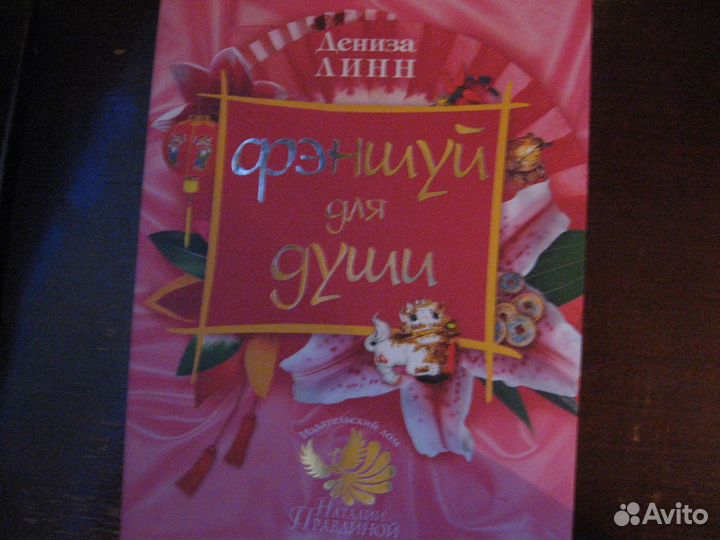 Дениза
ЛИНН
фэншуй
для
души
Издательский дом
НАТАЛИИ
ПРАВДИНОЙ
Avito